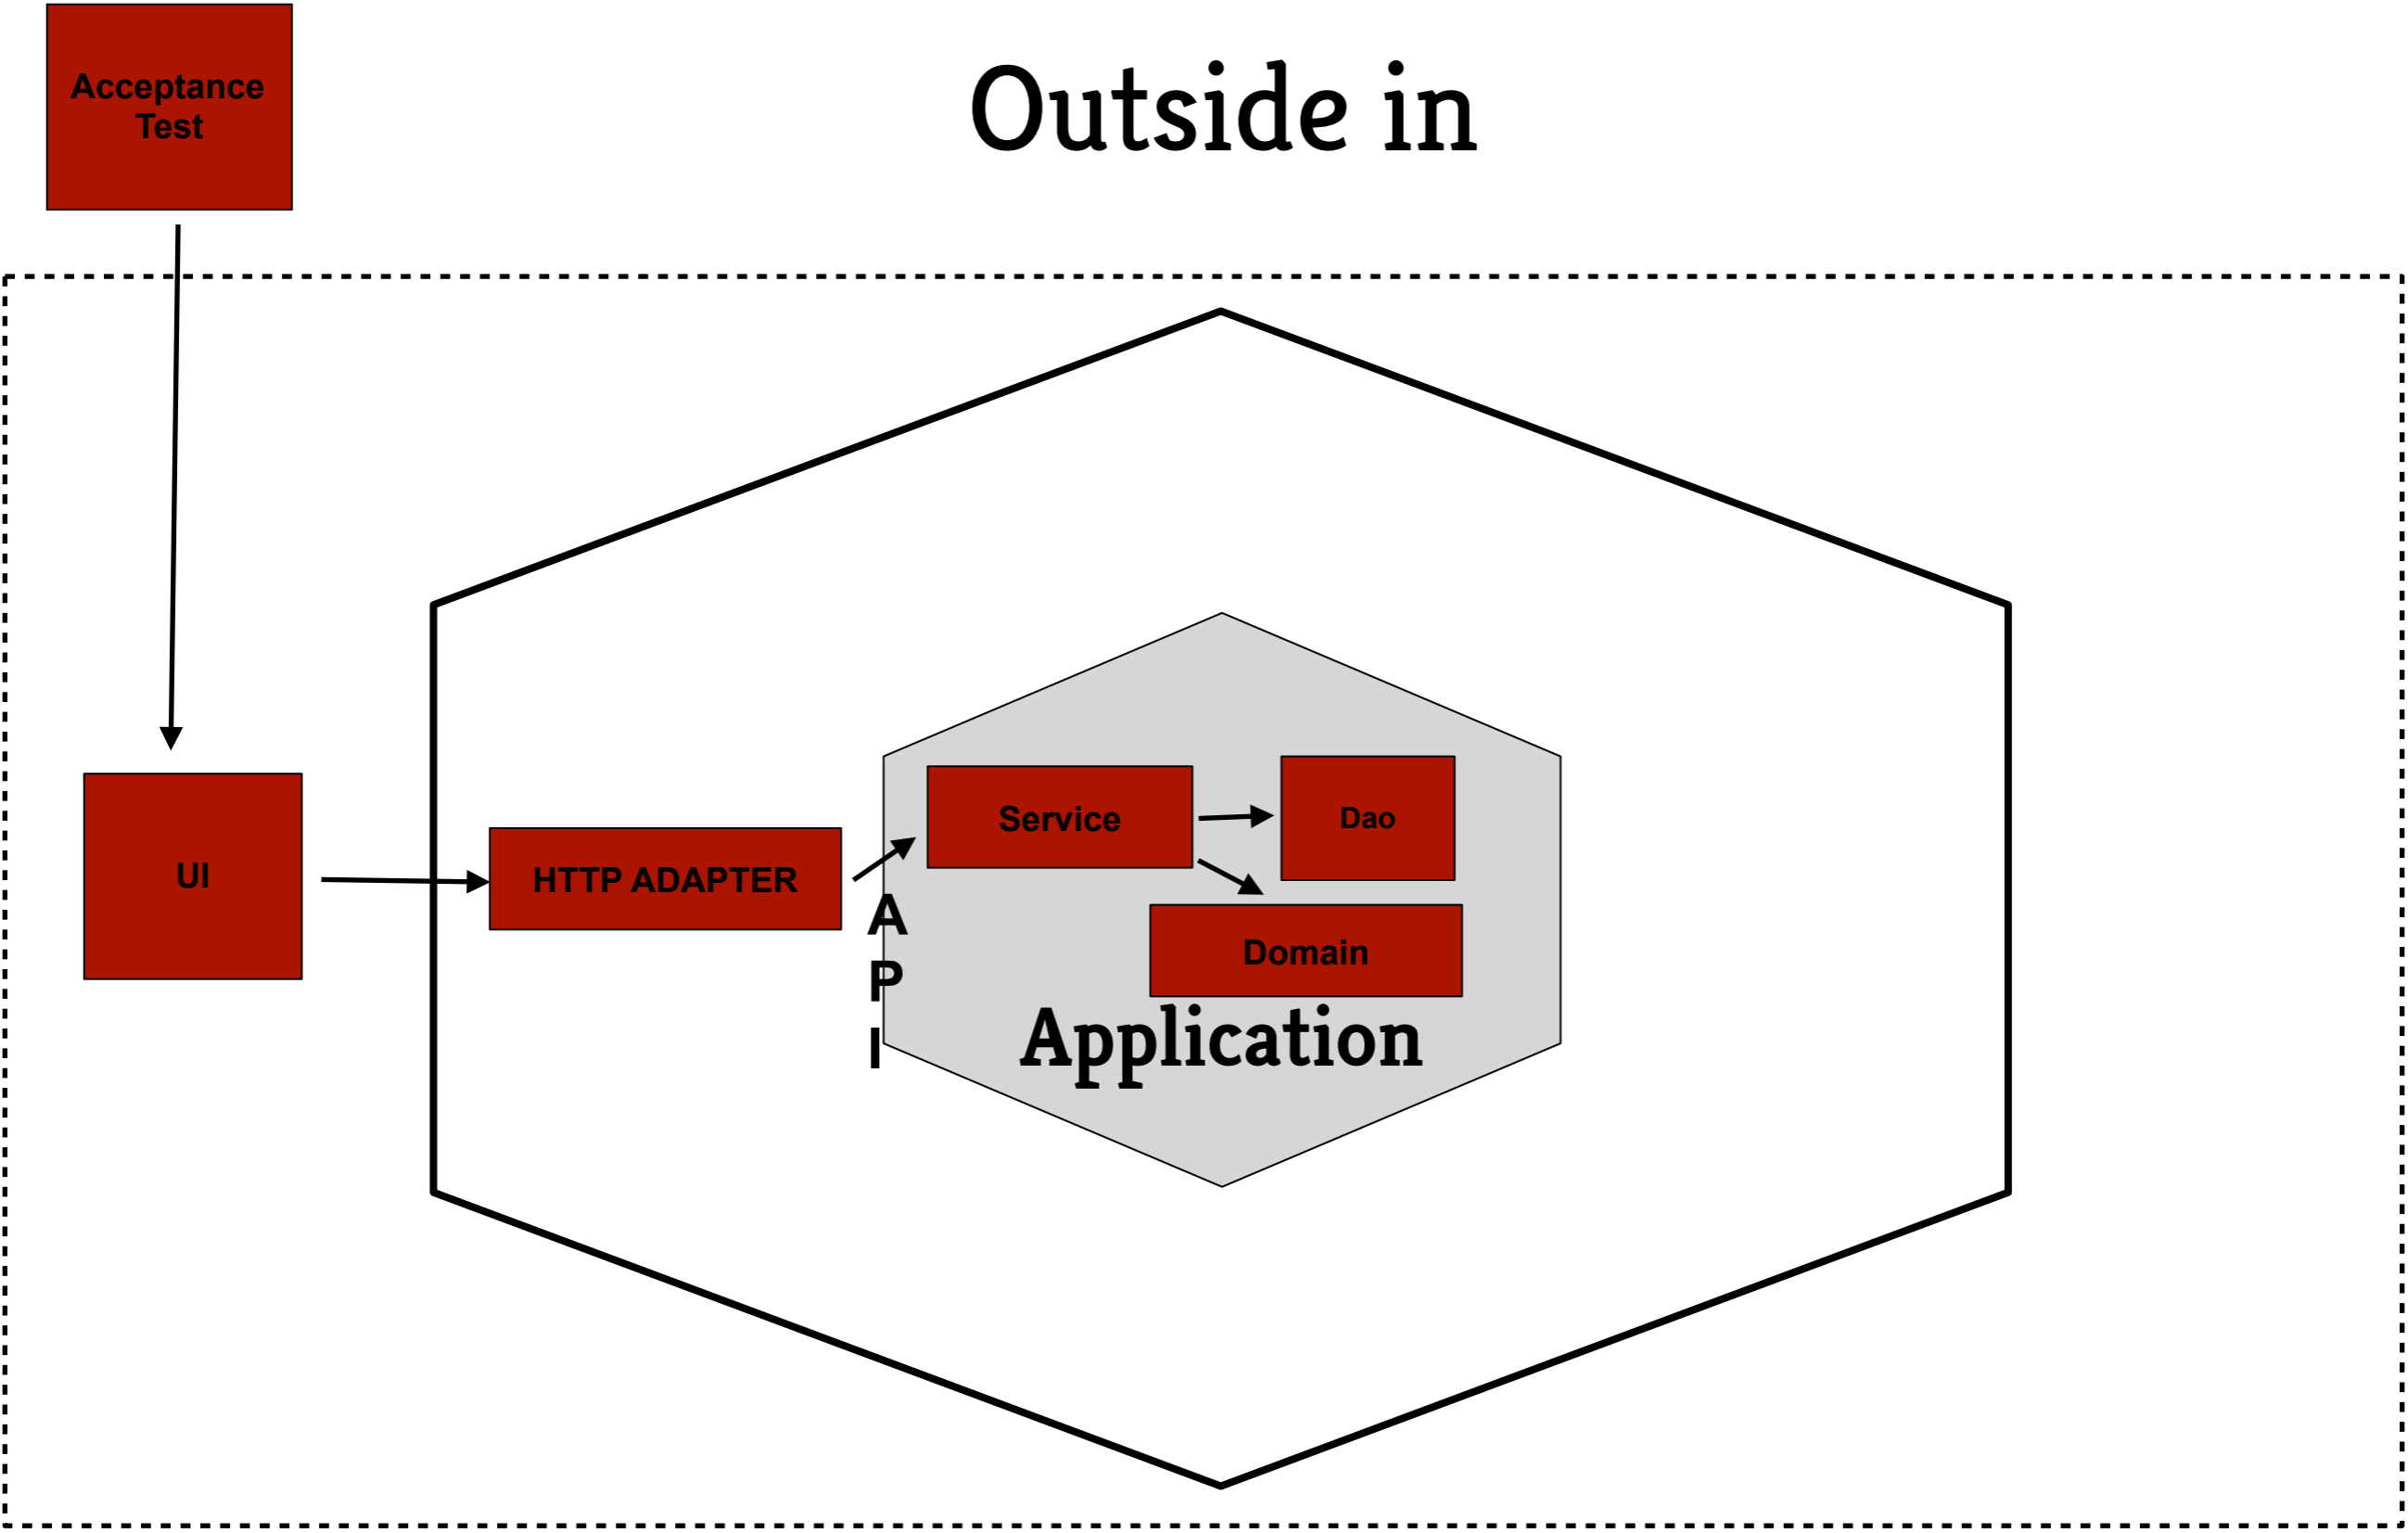 Outside in
Acceptance
Test
UI
HTTP ADAPTER
A
P
I
Service
Dao
Domain
Application